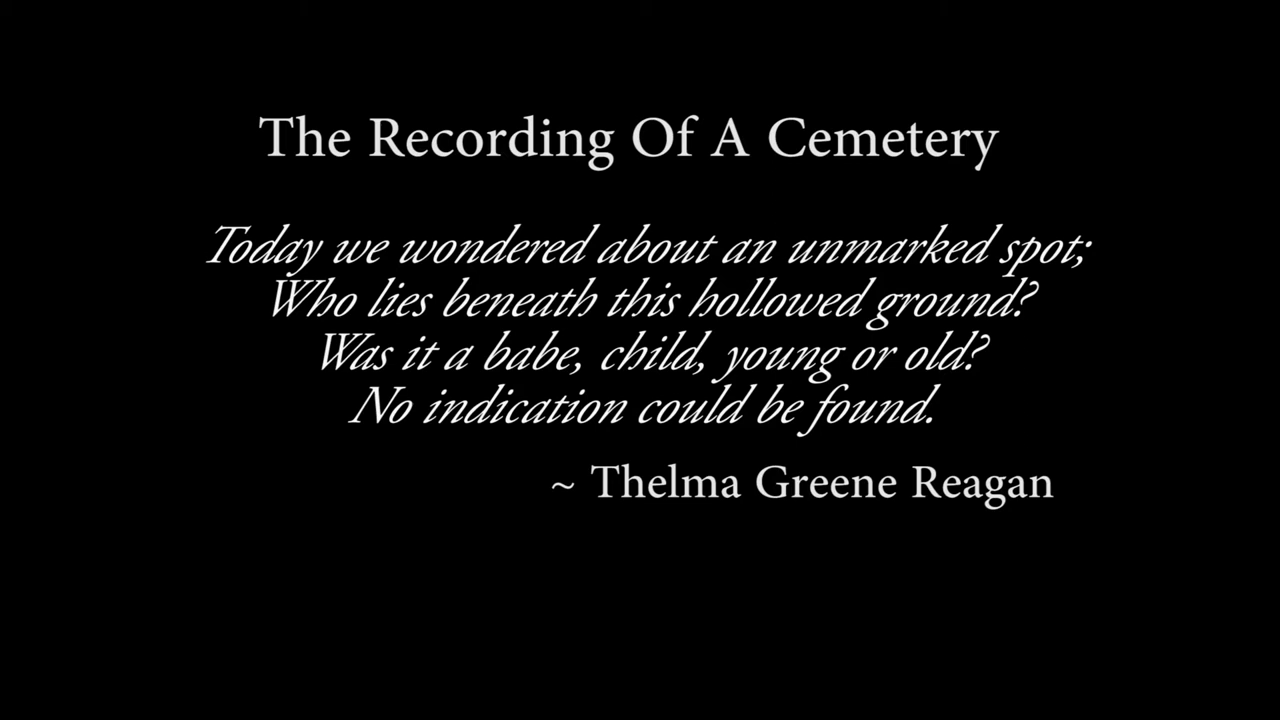 The Recording Of A Cemetery
Today we wondered about an unmarked spot;
Who lies beneath this hollowed ground?
Was it a babe, child, young or old?
No indication could be found.
~ Thelma Greene Reagan